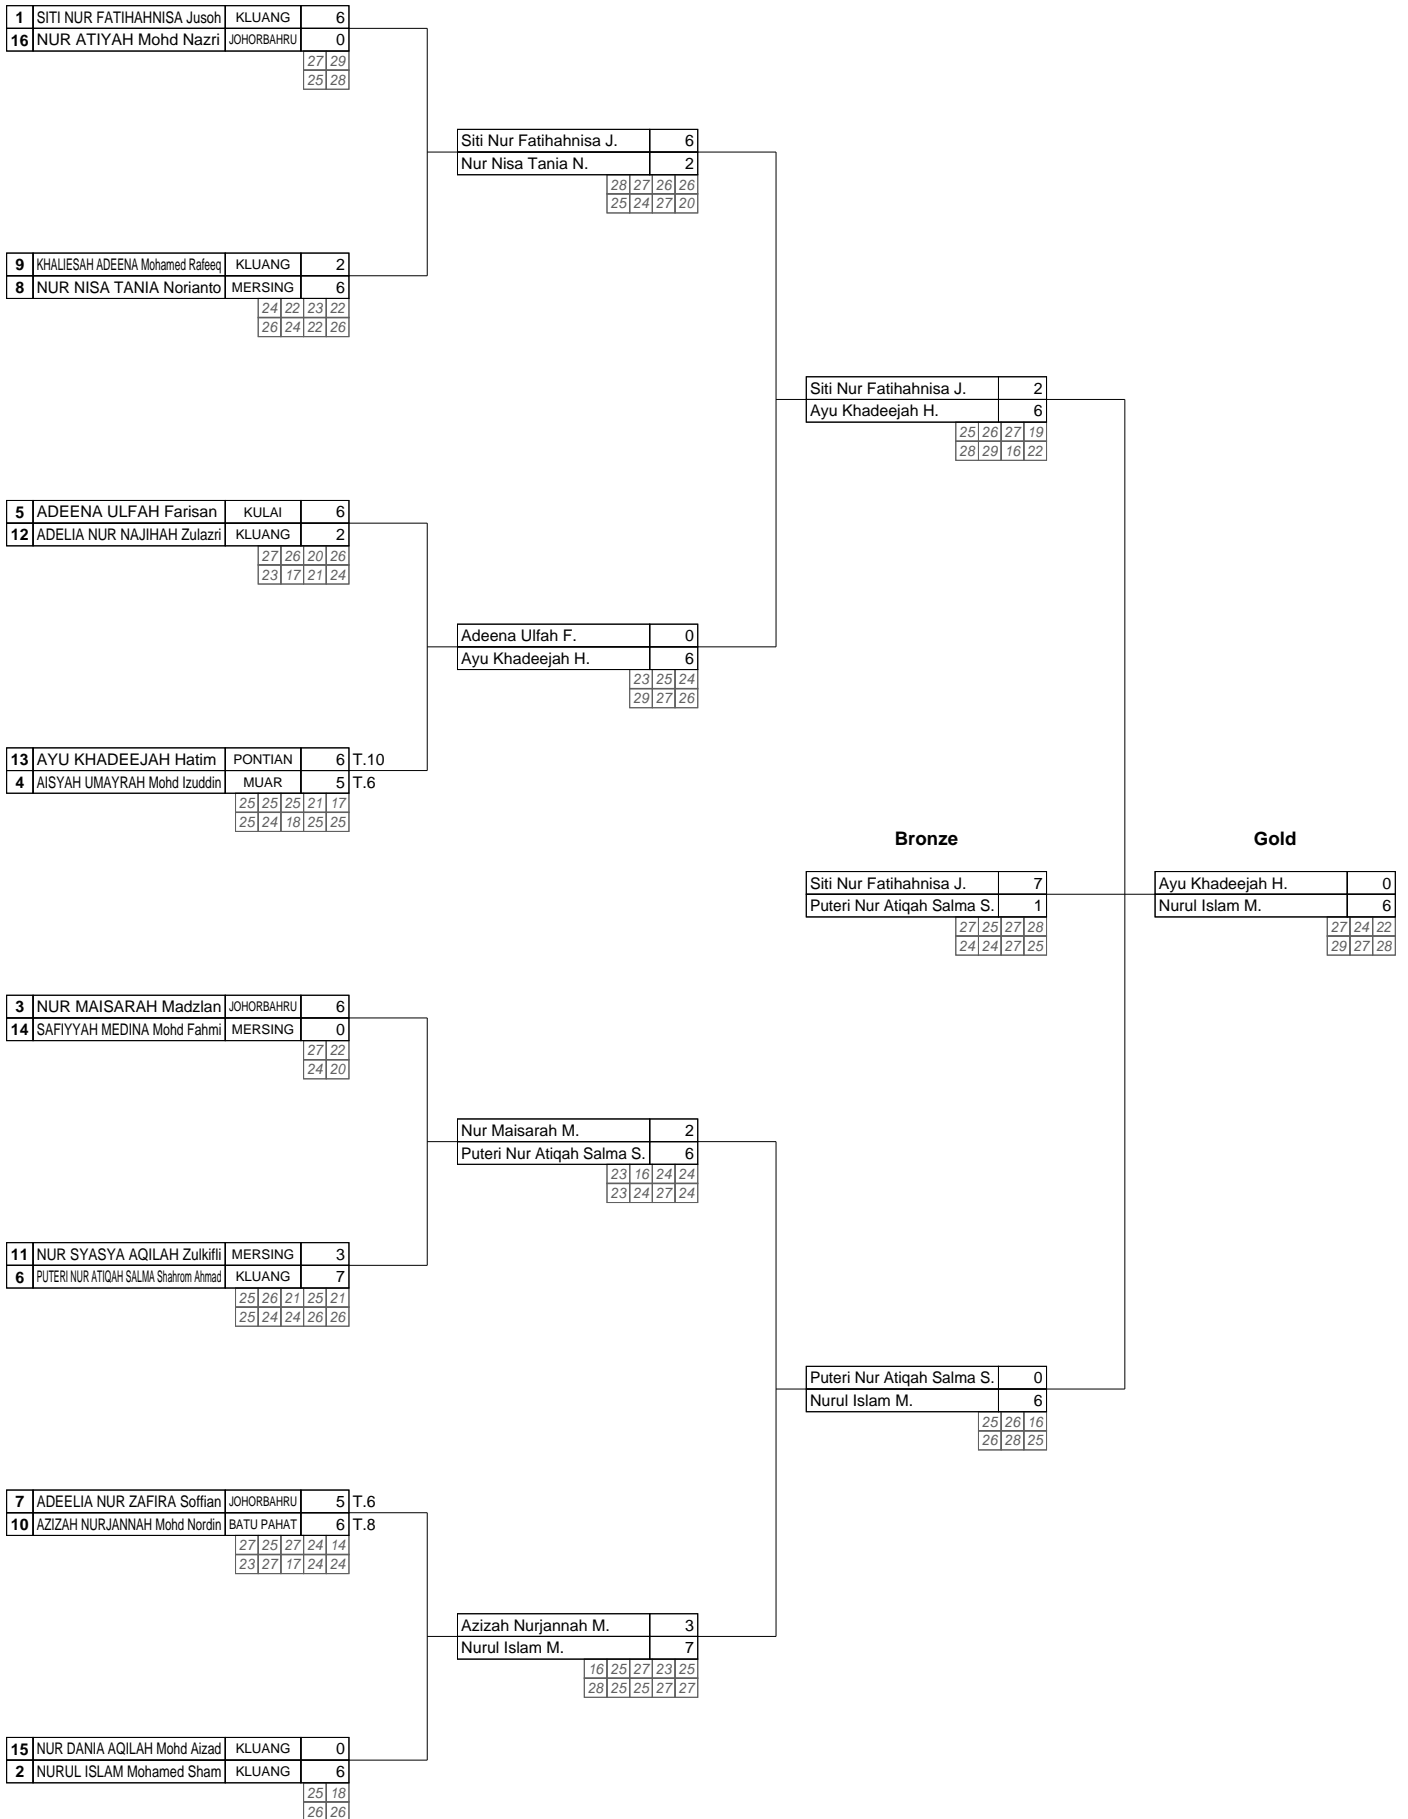 1 SITI NUR FATIHAHNISA Jusoh KLUANG 6
16 NUR ATIYAH Mohd Nazri JOHORBAHRU 0
27 29
25 28
Siti Nur Fatihahnisa J. 6
Nur Nisa Tania N. 2
28 27 26 26
25 24 27 20
9 KHALIESAH ADEENA Mohamed Rafeeq KLUANG 2
8 NUR NISA TANIA Norianto MERSING 6
24 22 23 22
26 24 22 26
Siti Nur Fatihahnisa J. 2
Ayu Khadeejah H. 6
25 26 27 19
28 29 16 22
5 ADEENA ULFAH Farisan KULAI 6
12 ADELIA NUR NAJIHAH Zulazri KLUANG 2
27 26 20 26
23 17 21 24
Adeena Ulfah F. 0
Ayu Khadeejah H. 6
23 25 24
29 27 26
13 AYU KHADEEJAH Hatim PONTIAN 6 T.10
4 AISYAH UMAYRAH Mohd Izuddin MUAR 5 T.6
25 25 25 21 17
25 24 18 25 25
Bronze Gold
Siti Nur Fatihahnisa J. 7 Ayu Khadeejah H. 0
Puteri Nur Atiqah Salma S. 1 Nurul Islam M. 6
27 25 27 28 27 24 22
24 24 27 25 29 27 28
3 NUR MAISARAH Madzlan JOHORBAHRU 6
14 SAFIYYAH MEDINA Mohd Fahmi MERSING 0
27 22
24 20
Nur Maisarah M. 2
Puteri Nur Atiqah Salma S. 6
23 16 24 24
23 24 27 24
11 NUR SYASYA AQILAH Zulkifli MERSING 3
6 PUTERI NUR ATIQAH SALMA Shahrom Ahmad KLUANG 7
25 26 21 25 21
25 24 24 26 26
Puteri Nur Atiqah Salma S. 0
Nurul Islam M. 6
25 26 16
26 28 25
7 ADEELIA NUR ZAFIRA Soffian JOHORBAHRU 5 T.6
10 AZIZAH NURJANNAH Mohd Nordin BATU PAHAT 6 T.8
27 25 27 24 14
23 27 17 24 24
Azizah Nurjannah M. 3
Nurul Islam M. 7
16 25 27 23 25
28 25 25 27 27
15 NUR DANIA AQILAH Mohd Aizad KLUANG 0
2 NURUL ISLAM Mohamed Sham KLUANG 6
25 18
26 26